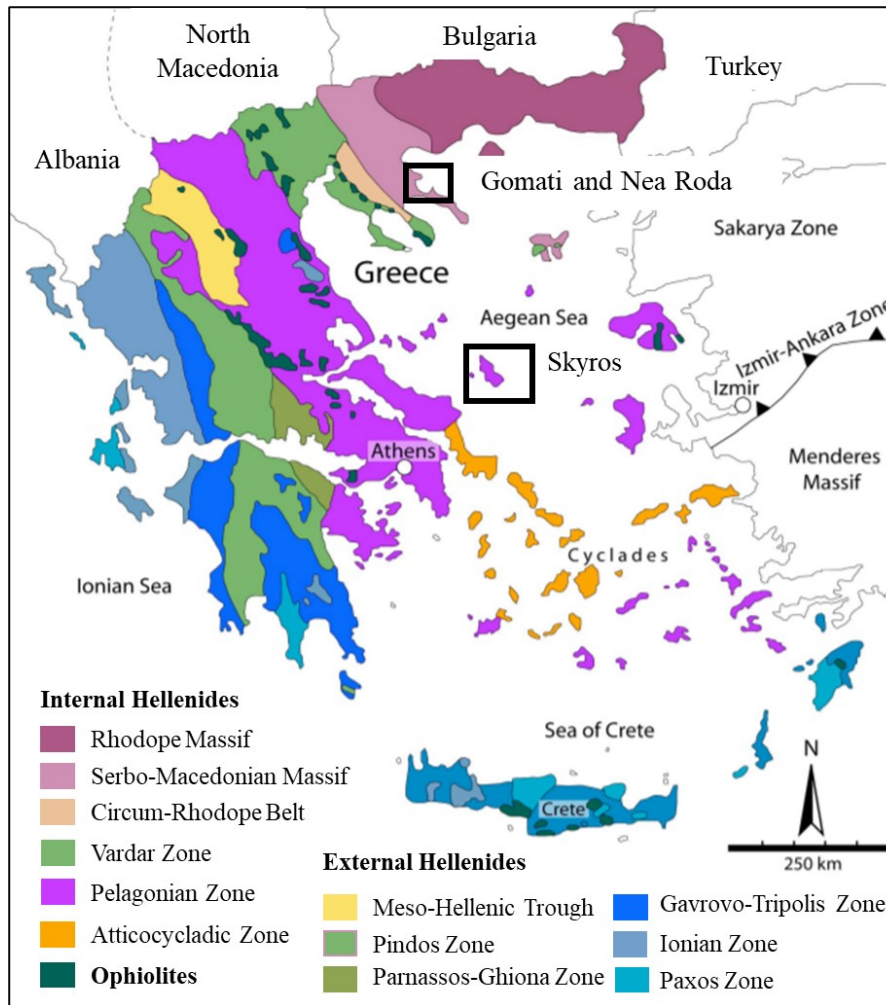 North
Macedonia
Bulgaria
Turkey
Albania
Gomati and Nea Roda
Sakarya Zone
Greece
Aegean Sea
Izmir-Ankara Zone
Skyros
Izmir
Athens
Menderes
Massif
Cyclades
Ionian Sea
Internal Hellenides
Rhodope Massif
Serbo-Macedonian Massif
Circum-Rhodope Belt
Vardar Zone
Pelagonian Zone
Atticocycladic Zone
Ophiolites
Sea of Crete
Crete
N
250 km
External Hellenides
Meso-Hellenic Trough
Pindos Zone
Parnassos-Ghiona Zone
Gavrovo-Tripolis Zone
Ionian Zone
Paxos Zone